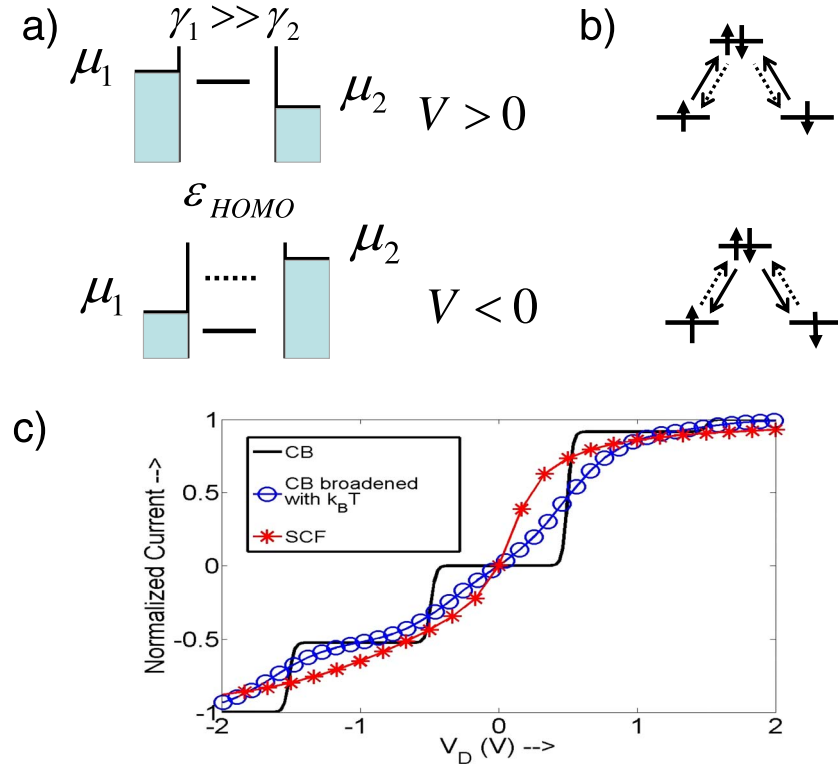 a)
γ₁ >> γ₂
b)
μ₁
μ₂
V > 0
ε_HOMO
μ₁
μ₂
V < 0
c)
CB
CB broadened
with k_BT
SCF
Normalized Current -->
1
0.5
0
-0.5
-1
-2
-1
0
1
2
V_D (V) -->